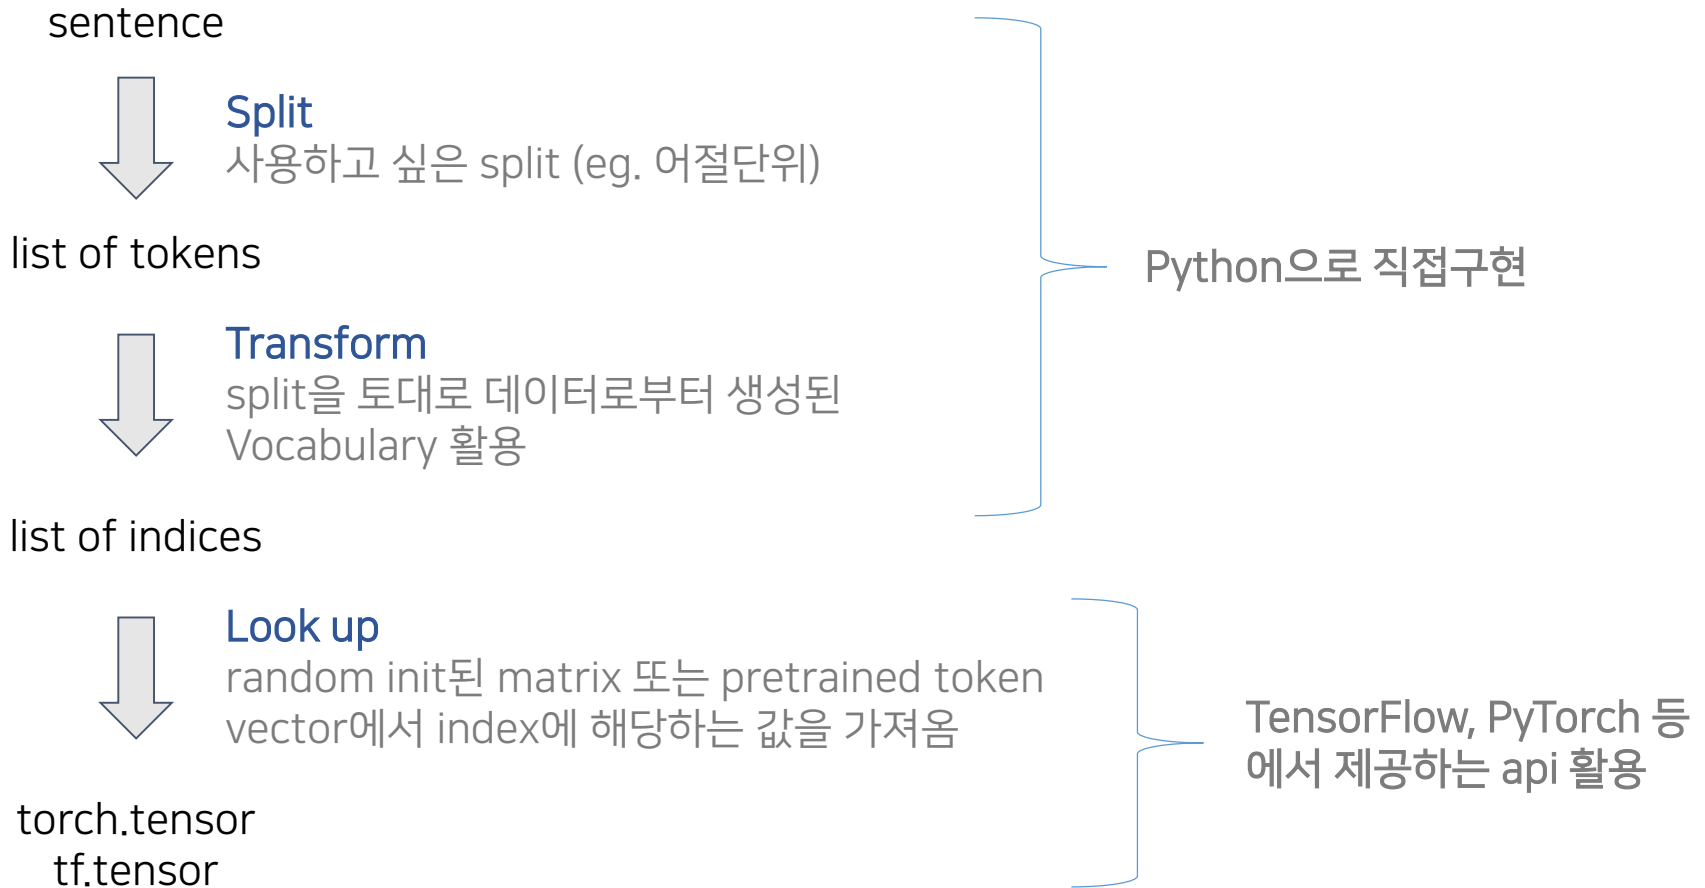 sentence
Split
사용하고 싶은 split (eg. 어절단위)
list of tokens
Python으로 직접구현
Transform
split을 토대로 데이터로부터 생성된
Vocabulary 활용
list of indices
Look up
random init된 matrix 또는 pretrained token
vector에서 index에 해당하는 값을 가져옴
TensorFlow, PyTorch 등
에서 제공하는 api 활용
torch.tensor
tf.tensor